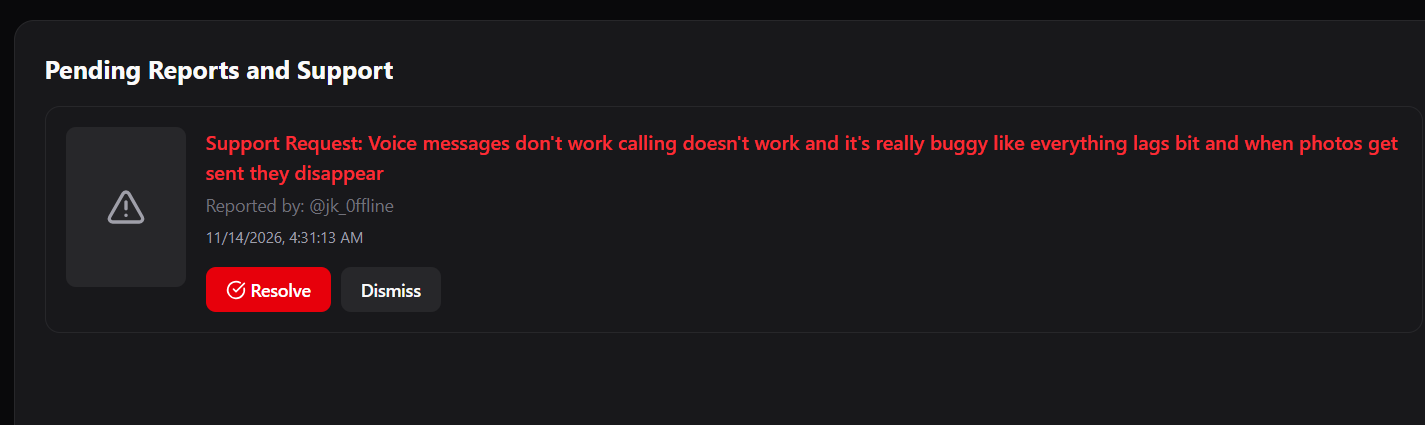 Pending Reports and Support
Support Request: Voice messages don't work calling doesn't work and it's really buggy like everything lags bit and when photos get
sent they disappear
Reported by: @jk_0ffline
11/14/2026, 4:31:13 AM
Resolve
Dismiss